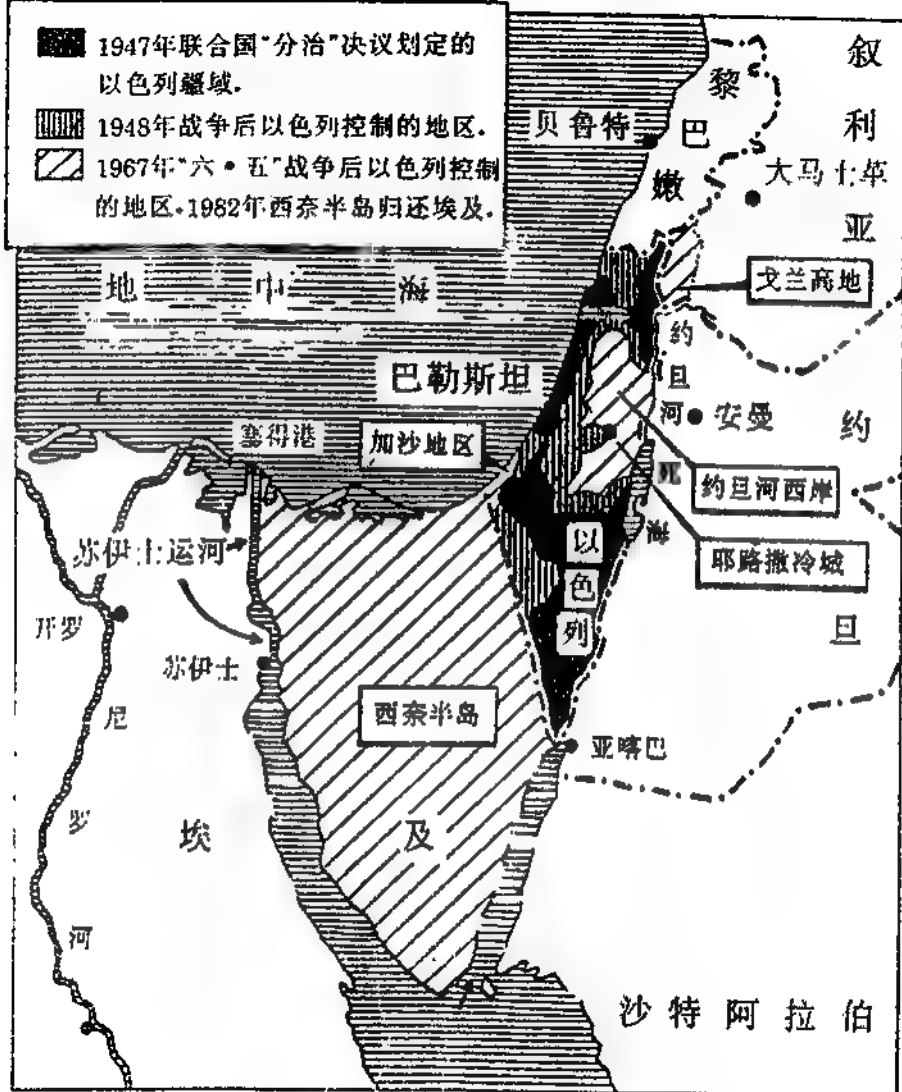 1947年联合国“分治”决议划定的
以色列疆域.
1948年战争后以色列控制的地区.
1967年“六·五”战争后以色列控制
的地区.1982年西奈半岛归还埃及.
叙利亚
黎巴嫩
贝鲁特
大马士革
戈兰高地
地中海
巴勒斯坦
约旦河
安曼
塞得港
加沙地区
约旦
死海
约旦河西岸
耶路撒冷城
苏伊士运河
以色列
开罗
苏伊士
西奈半岛
亚喀巴
尼罗河
埃及
沙特阿拉伯